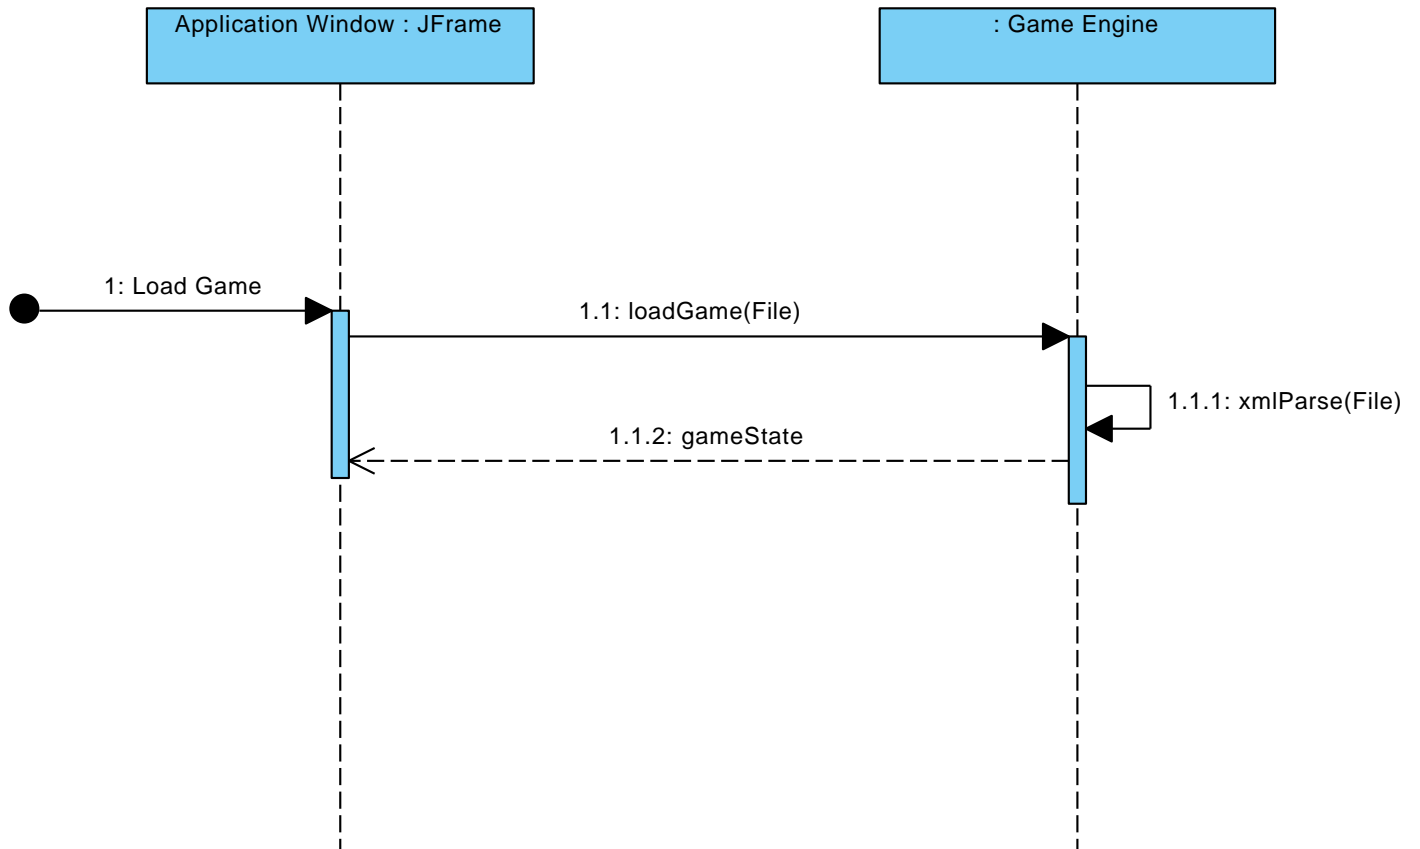 Application Window : JFrame
: Game Engine
1: Load Game
1.1: loadGame(File)
1.1.1: xmlParse(File)
1.1.2: gameState